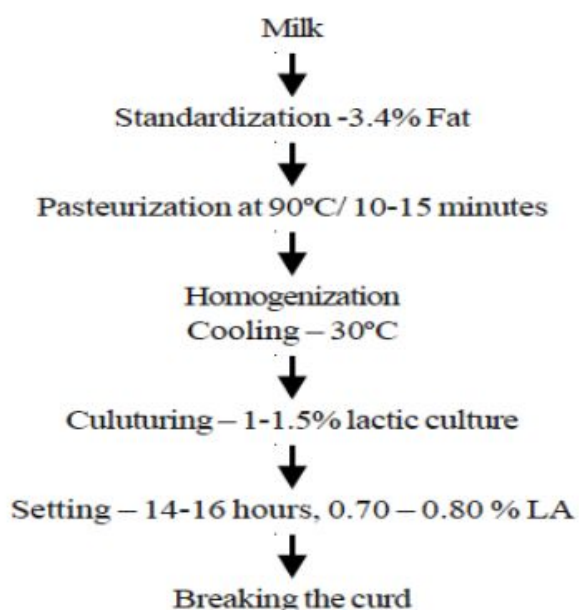 Milk
Standardization -3.4% Fat
Pasteurization at 90°C/ 10-15 minutes
Homogenization
Cooling – 30°C
Culuturing – 1-1.5% lactic culture
Setting – 14-16 hours, 0.70 – 0.80 % LA
Breaking the curd